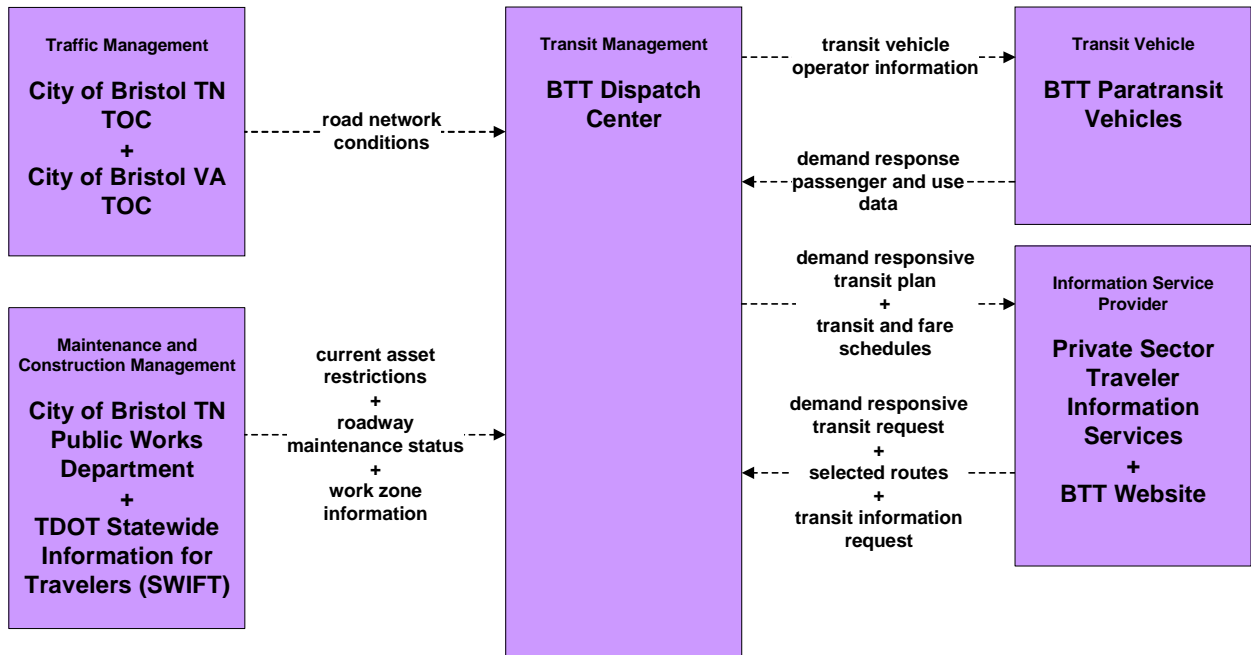 Traffic Management
City of Bristol TN
TOC
+
City of Bristol VA
TOC
road network
conditions
Maintenance and
Construction Management
City of Bristol TN
Public Works
Department
+
TDOT Statewide
Information for
Travelers (SWIFT)
current asset
restrictions
+
roadway
maintenance status
+
work zone
information
Transit Management
BTT Dispatch
Center
transit vehicle
operator information
demand response
passenger and use
data
demand responsive
transit plan
+
transit and fare
schedules
demand responsive
transit request
+
selected routes
+
transit information
request
Transit Vehicle
BTT Paratransit
Vehicles
Information Service
Provider
Private Sector
Traveler
Information
Services
+
BTT Website